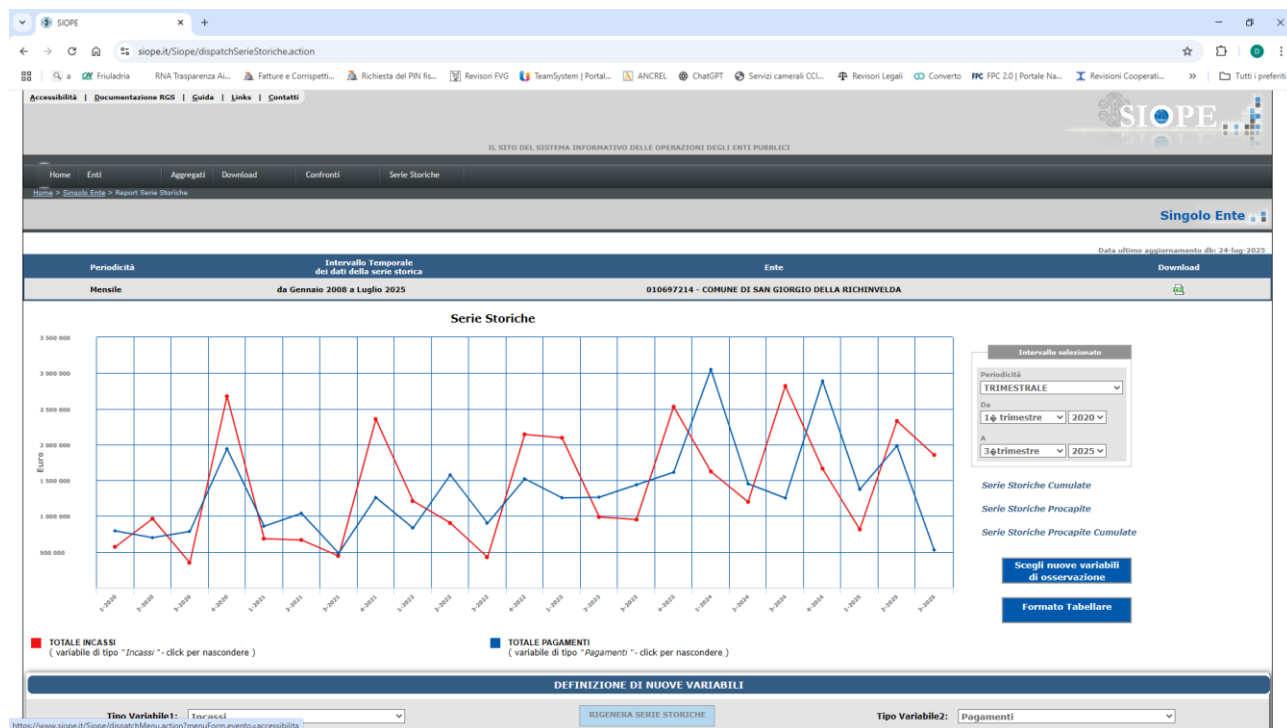 SIOPE
siope.it/Siope/dispatchSerieStoriche.action
a
Friuladria
RNA Trasparenza Ai...
Fatture e Corrispetti...
Richiesta del PIN fis...
Revisori FVG
TeamSystem | Portal...
ANCREL
ChatGPT
Servizi camerali CCI...
Revisori Legali
Converto
FPC 2.0 | Portale Na...
Revisioni Cooperati...
»
Tutti i preferiti
Accessibilità | Documentazione RGS | Guida | Links | Contatti
SIOPE
IL SITO DEL SISTEMA INFORMATIVO DELLE OPERAZIONI DEGLI ENTI PUBBLICI
Home Enti Aggregati Download Confronti Serie Storiche
Home > Singolo Ente > Report Serie Storiche
Singolo Ente
Data ultimo aggiornamento db: 24-lug-2025
Periodicità
Intervallo Temporale
dei dati della serie storica
Ente
Download
Mensile
da Gennaio 2008 a Luglio 2025
010697214 - COMUNE DI SAN GIORGIO DELLA RICHINVELDA
Serie Storiche
3 500 000
3 000 000
2 500 000
2 000 000
1 500 000
1 000 000
500 000
Euro
1-2020
2-2020
3-2020
4-2020
1-2021
2-2021
3-2021
4-2021
1-2022
2-2022
3-2022
4-2022
1-2023
2-2023
3-2023
4-2023
1-2024
2-2024
3-2024
4-2024
1-2025
2-2025
3-2025
Intervallo selezionato
Periodicità
TRIMESTRALE
Da
1� trimestre 2020
A
3�trimestre 2025
Serie Storiche Cumulate
Serie Storiche Procapite
Serie Storiche Procapite Cumulate
Scegli nuove variabili
di osservazione
Formato Tabellare
TOTALE INCASSI
( variabile di tipo "Incassi "- click per nascondere )
TOTALE PAGAMENTI
( variabile di tipo "Pagamenti "- click per nascondere )
DEFINIZIONE DI NUOVE VARIABILI
Tipo Variabile1: Incassi
RIGENERA SERIE STORICHE
Tipo Variabile2: Pagamenti
https://www.siope.it/Siope/dispatchMenu.action?menuForm.evento=accessibilita